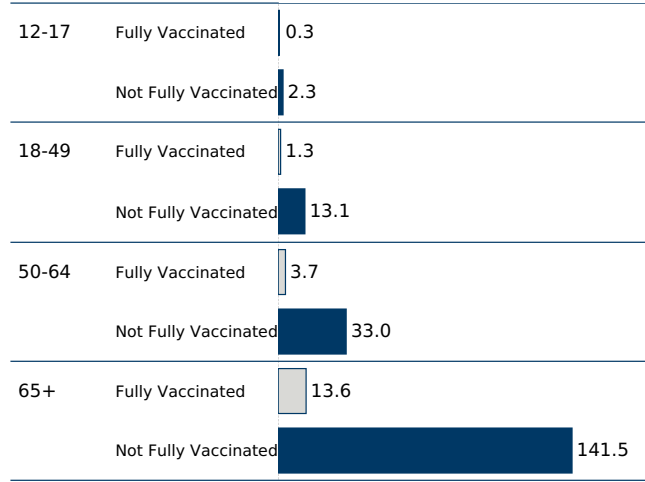 12-17 Fully Vaccinated 0.3
Not Fully Vaccinated 2.3
18-49 Fully Vaccinated 1.3
Not Fully Vaccinated 13.1
50-64 Fully Vaccinated 3.7
Not Fully Vaccinated 33.0
65+ Fully Vaccinated 13.6
Not Fully Vaccinated 141.5